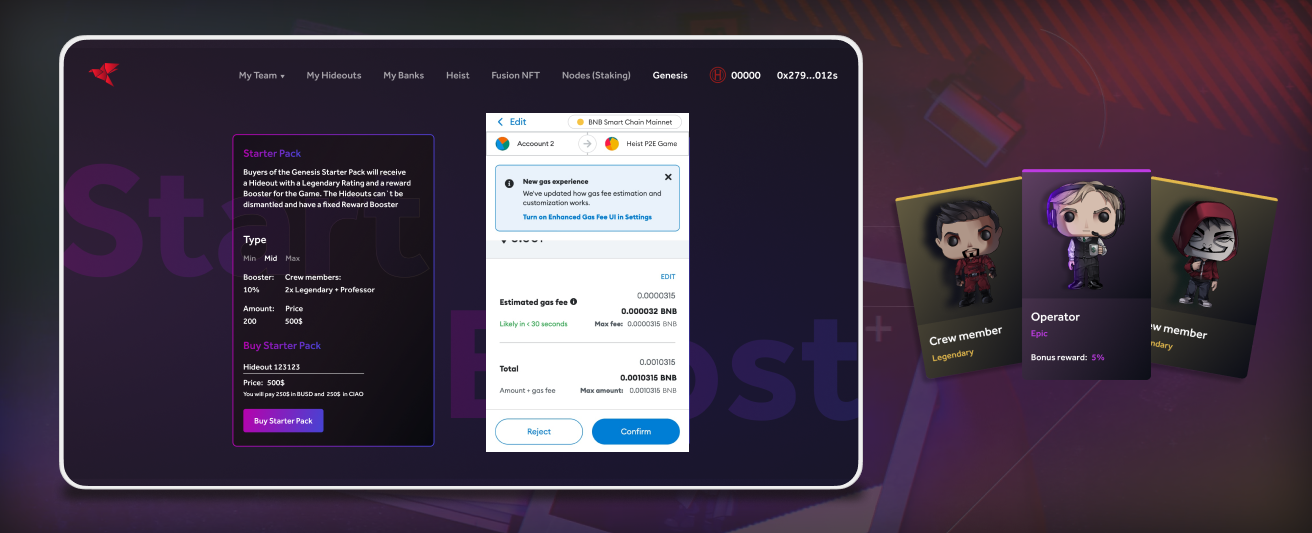 My Team
My Hideouts
My Banks
Heist
Fusion NFT
Nodes (Staking)
Genesis
00000
0x279...012s
Start
Boost
+
Starter Pack
Buyers of the Genesis Starter Pack will receive
a Hideout with a Legendary Rating and a reward
Booster for the Game. The Hideouts can`t be
dismantled and have a fixed Reward Booster
Type
Min Mid Max
Booster: Crew members:
10% 2x Legendary + Professor
Amount: Price
200 500$
Buy Starter Pack
Hideout 123123
Price: 500$
You will pay 250$ in BUSD and 250$ in CIAO
Buy Starter Pack
Edit
BNB Smart Chain Mainnet
Accoount 2
Heist P2E Game
New gas experience
We've updated how gas fee estimation and
customization works.
Turn on Enhanced Gas Fee UI in Settings
EDIT
0.0000315
Estimated gas fee
0.000032 BNB
Likely in < 30 seconds Max fee: 0.0000315 BNB
0.0010315
Total
0.0010315 BNB
Amount + gas fee Max amount: 0.0010315 BNB
Reject
Confirm
Crew member
Legendary
Operator
Epic
Bonus reward: 5%
member